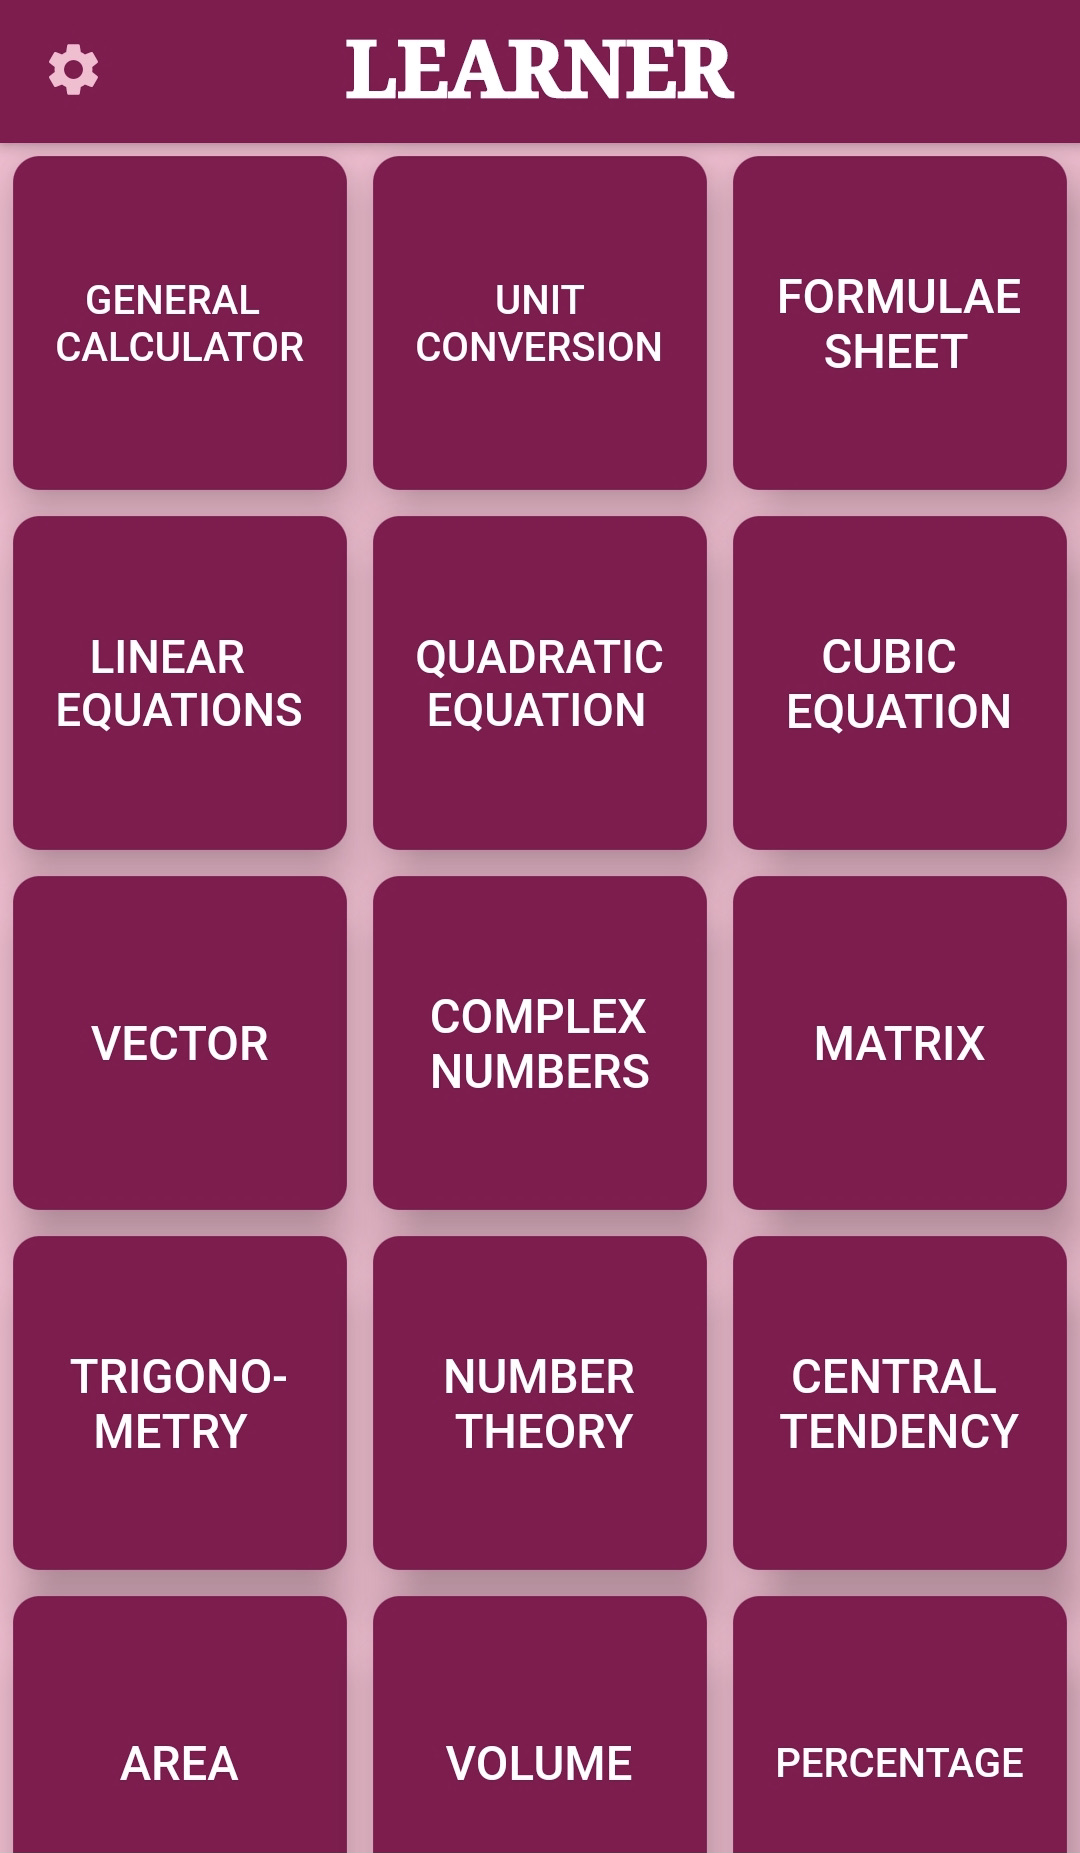 LEARNER
GENERAL
CALCULATOR
UNIT
CONVERSION
FORMULAE
SHEET
LINEAR
EQUATIONS
QUADRATIC
EQUATION
CUBIC
EQUATION
VECTOR
COMPLEX
NUMBERS
MATRIX
TRIGONO-
METRY
NUMBER
THEORY
CENTRAL
TENDENCY
AREA
VOLUME
PERCENTAGE